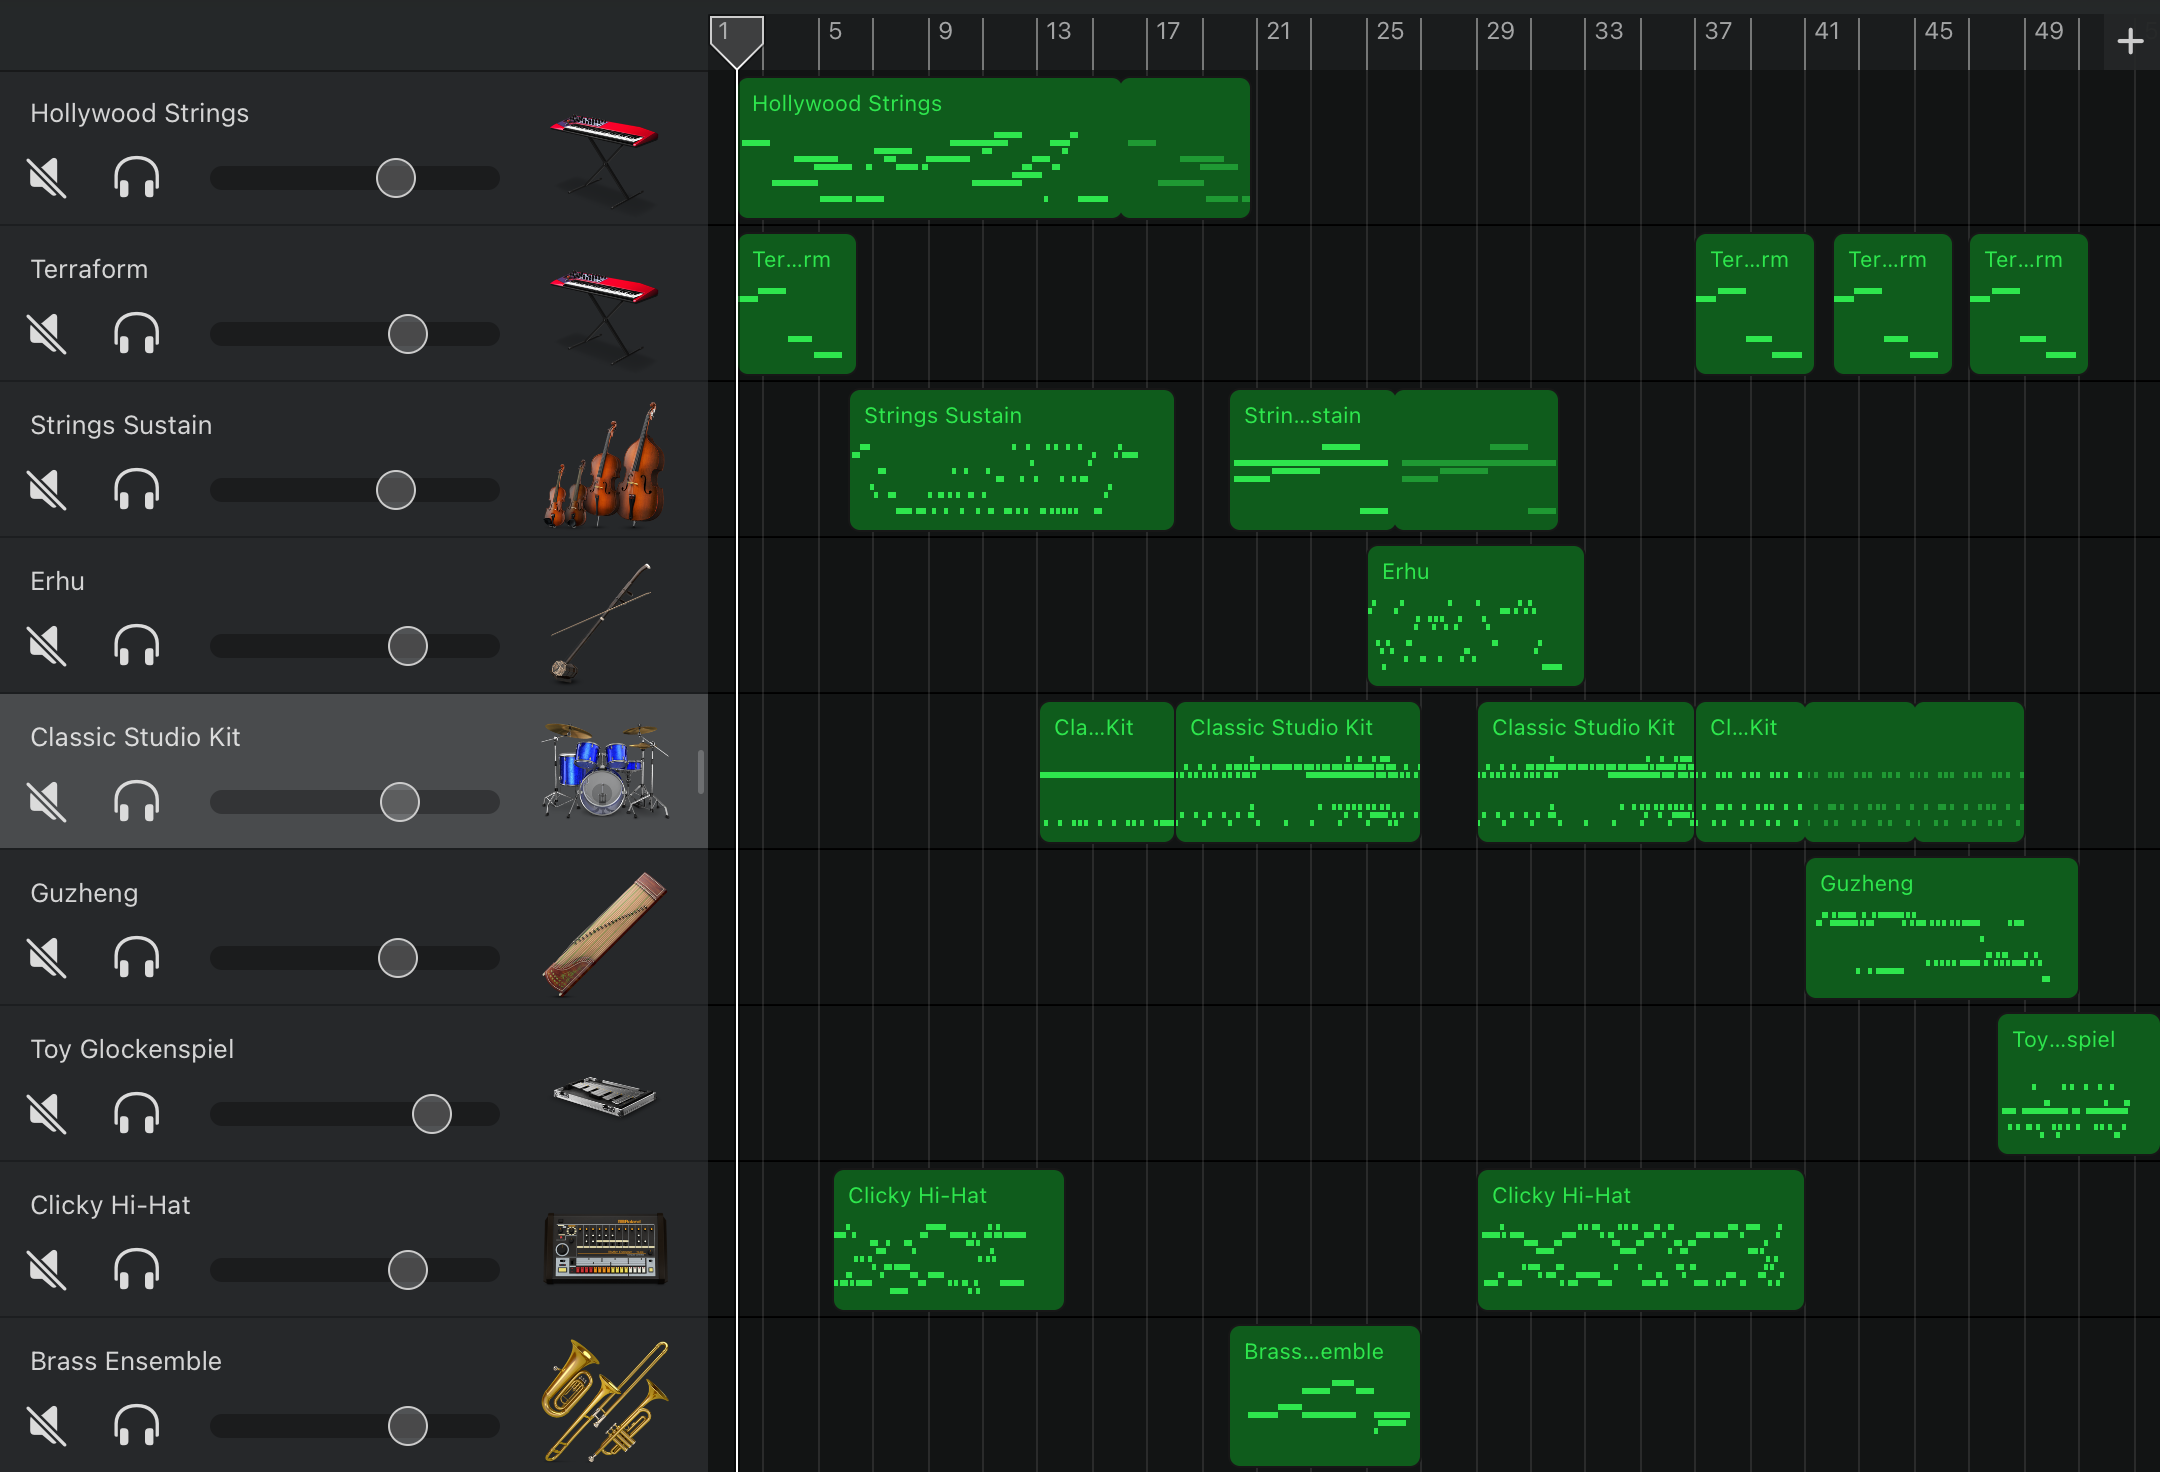 1 5 9 13 17 21 25 29 33 37 41 45 49
Hollywood Strings
Hollywood Strings
Terraform
Ter...rm
Ter...rm
Ter...rm
Ter...rm
Strings Sustain
Strings Sustain
Strin...stain
Erhu
Erhu
Classic Studio Kit
Cla...Kit
Classic Studio Kit
Classic Studio Kit
Cl...Kit
Guzheng
Guzheng
Toy Glockenspiel
Toy...spiel
Clicky Hi-Hat
Clicky Hi-Hat
Clicky Hi-Hat
Brass Ensemble
Brass...emble